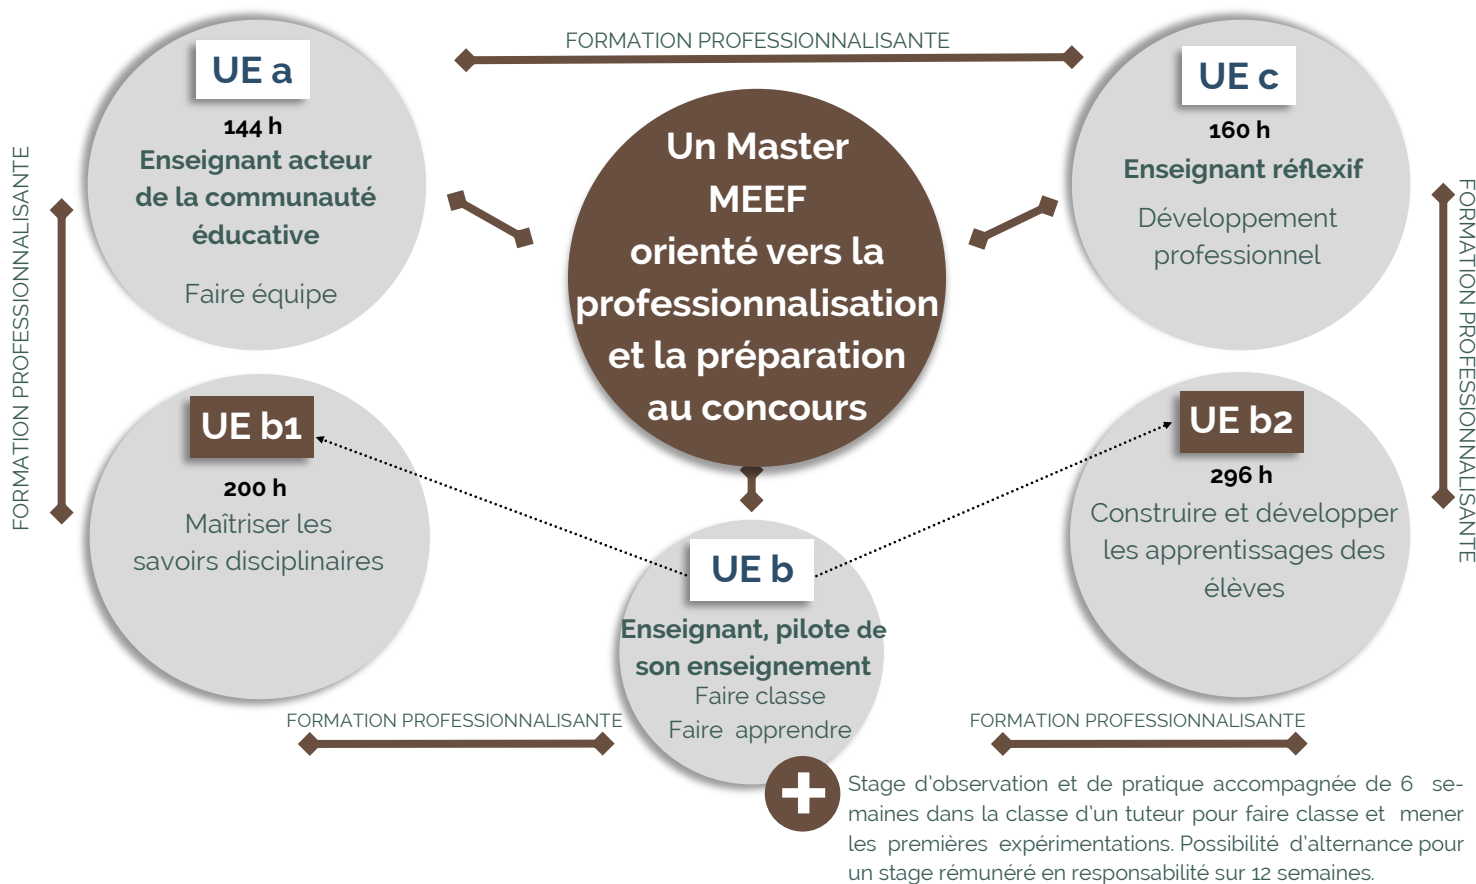 FORMATION PROFESSIONNALISANTE
UE a
144 h
Enseignant acteur
de la communauté
éducative
Faire équipe
Un Master
MEEF
orienté vers la
professionnalisation
et la préparation
au concours
UE c
160 h
Enseignant réflexif
Développement
professionnel
FORMATION PROFESSIONNALISANTE
FORMATION PROFESSIONNALISANTE
UE b1
200 h
Maîtriser les
savoirs disciplinaires
UE b2
296 h
Construire et développer
les apprentissages des
élèves
UE b
Enseignant, pilote de
son enseignement
Faire classe
Faire apprendre
FORMATION PROFESSIONNALISANTE
FORMATION PROFESSIONNALISANTE
+
Stage d'observation et de pratique accompagnée de 6 se-
maines dans la classe d'un tuteur pour faire classe et mener
les premières expérimentations. Possibilité d'alternance pour
un stage rémunéré en responsabilité sur 12 semaines.